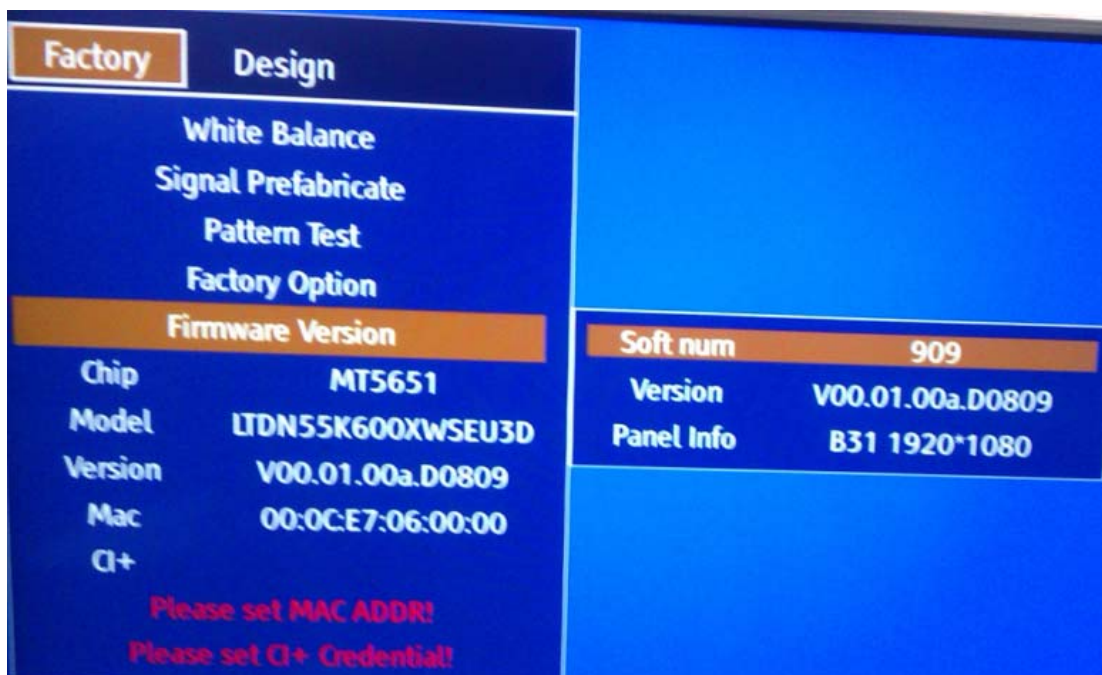 Factory Design
White Balance
Signal Prefabricate
Pattern Test
Factory Option
Firmware Version
Chip MT5651
Model LTDN55K600XWSEU3D
Version V00.01.00a.D0809
Mac 00:0C:E7:06:00:00
CI+
Please set MAC ADDR!
Please set CI+ Credential!
Soft num 909
Version V00.01.00a.D0809
Panel Info B31 1920*1080